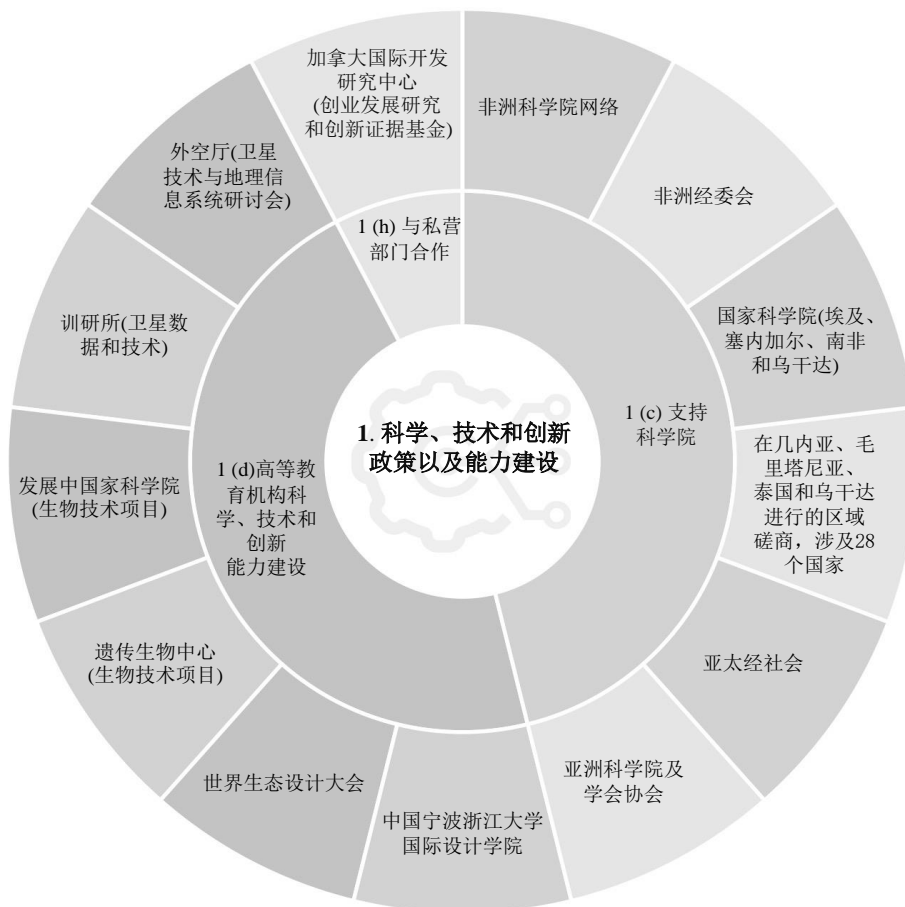 1. 科学、技术和创新
政策以及能力建设
1 (c) 支持
科学院
1 (d)高等教
育机构科
学、技术和
创新
能力建设
1 (h) 与私营
部门合作
非洲科学院网络
非洲经委会
国家科学院(埃及、
塞内加尔、南非
和乌干达)
在几内亚、毛
里塔尼亚、
泰国和乌干达
进行的区域
磋商，涉及28
个国家
亚太经社会
亚洲科学院及
学会协会
中国宁波浙江大学
国际设计学院
世界生态设计大会
遗传生物中心
(生物技术项目)
发展中国家科学院
(生物技术项目)
训研所(卫星数
据和技术)
外空厅(卫星
技术与地理信
息系统研讨会)
加拿大国际开发
研究中心
(创业发展研究
和创新证据基金)